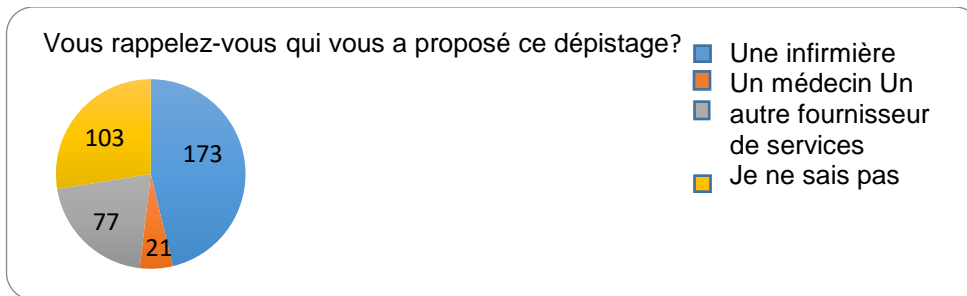 Vous rappelez-vous qui vous a proposé ce dépistage?
Une infirmière
Un médecin Un
autre fournisseur
de services
Je ne sais pas
103
173
77
21